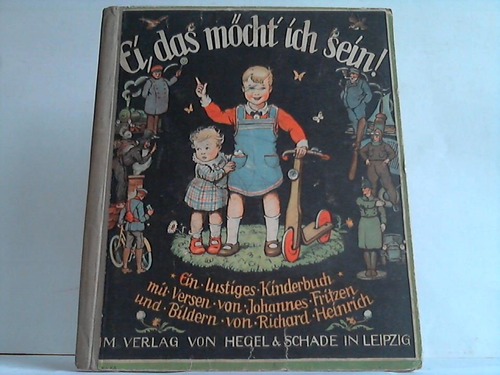 Ei, das möcht' ich sein!
Ein · lustiges · Kinderbuch
mit · Versen · von · Johannes · Fritzen
und · Bildern · von · Richard · Heinrich
IM VERLAG VON HEGEL & SCHADE IN LEIPZIG